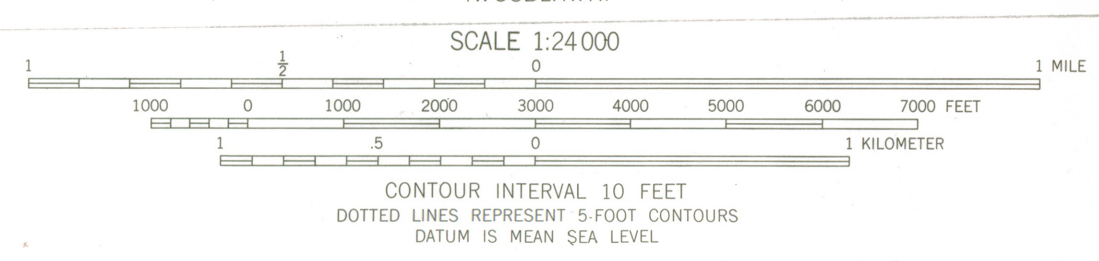 SCALE 1:24000
1 1/2 0 1 MILE
1000 0 1000 2000 3000 4000 5000 6000 7000 FEET
1 .5 0 1 KILOMETER
CONTOUR INTERVAL 10 FEET
DOTTED LINES REPRESENT 5-FOOT CONTOURS
DATUM IS MEAN SEA LEVEL